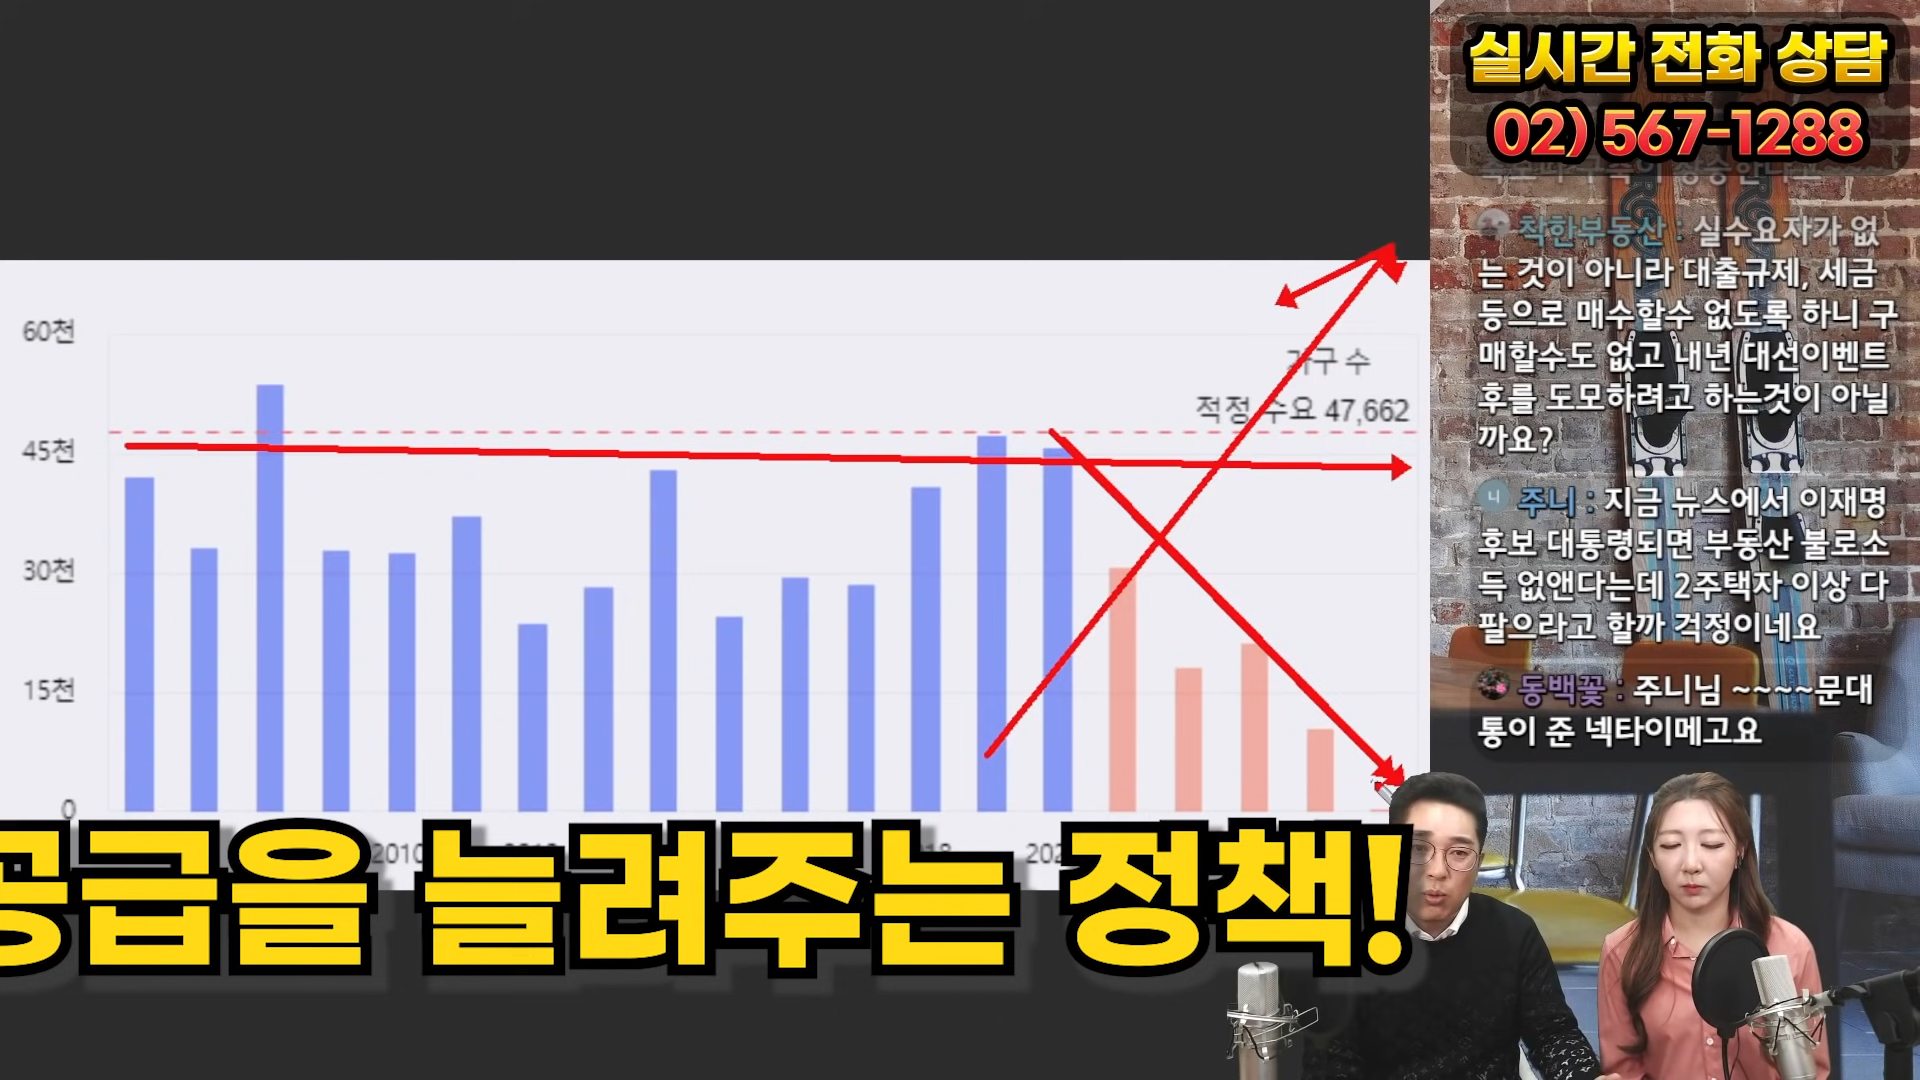 60천
45천
30천
15천
0
가구 수
적정 수요 47,662
2010
공급을 늘려주는 정책!
실시간 전화 상담
02) 567-1288
착한부동산 : 실수요자가 없
는 것이 아니라 대출규제, 세금
등으로 매수할수 없도록 하니 구
매할수도 없고 내년 대선이벤트
후를 도모하려고 하는것이 아닐
까요?
니 주니 : 지금 뉴스에서 이재명
후보 대통령되면 부동산 불로소
득 없앤다는데 2주택자 이상 다
팔으라고 할까 걱정이네요
동백꽃 : 주니님 ~~~~문대
통이 준 넥타이메고요